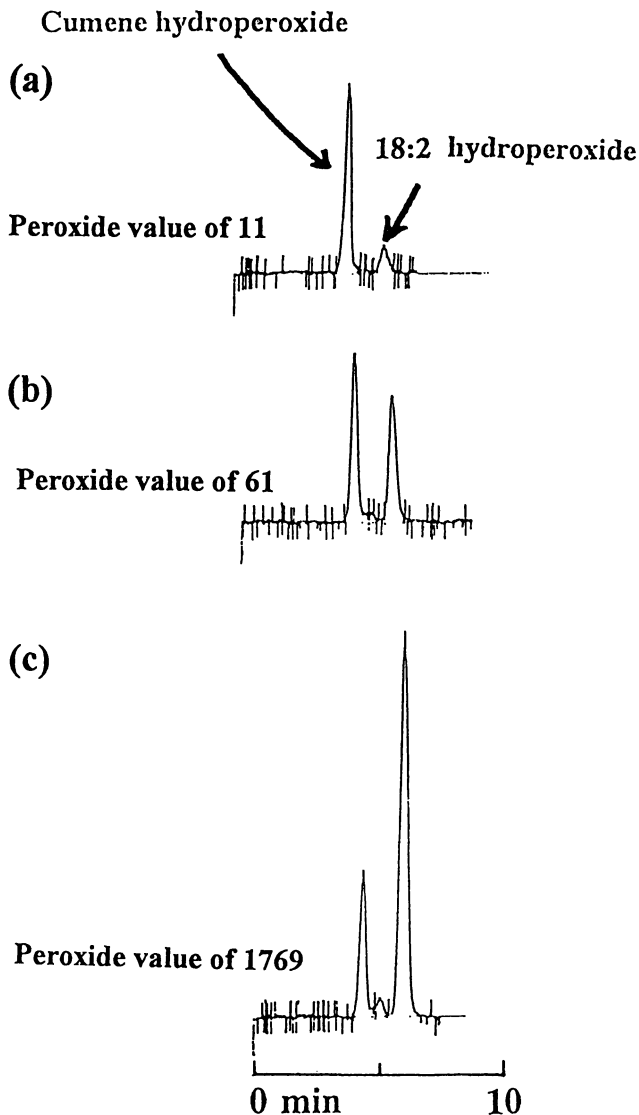 Cumene hydroperoxide
(a)
18:2 hydroperoxide
Peroxide value of 11
(b)
Peroxide value of 61
(c)
Peroxide value of 1769
0 min 10